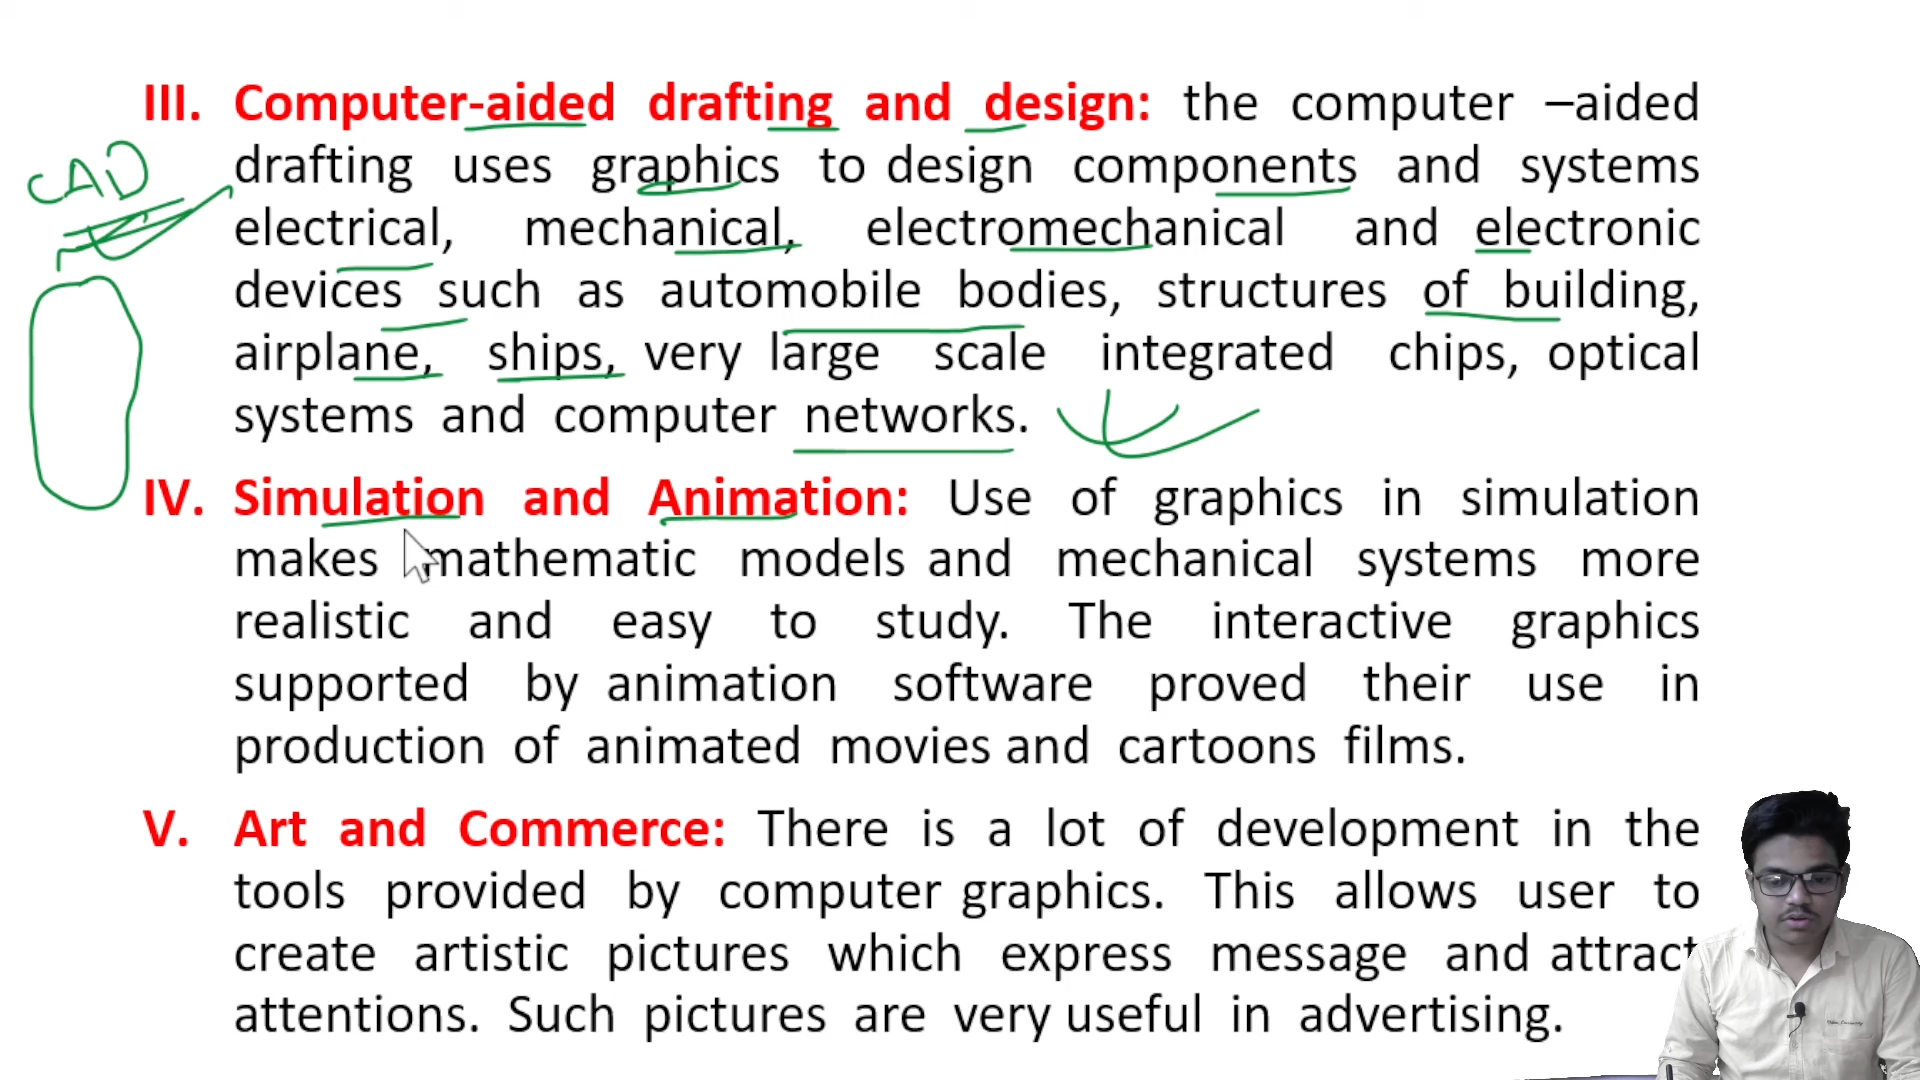 III. Computer-aided drafting and design: the computer –aided
CAD
drafting uses graphics to design components and systems
electrical, mechanical, electromechanical and electronic
devices such as automobile bodies, structures of building,
airplane, ships, very large scale integrated chips, optical
systems and computer networks.
IV. Simulation and Animation: Use of graphics in simulation
makes mathematic models and mechanical systems more
realistic and easy to study. The interactive graphics
supported by animation software proved their use in
production of animated movies and cartoons films.
V. Art and Commerce: There is a lot of development in the
tools provided by computer graphics. This allows user to
create artistic pictures which express message and attract
attentions. Such pictures are very useful in advertising.